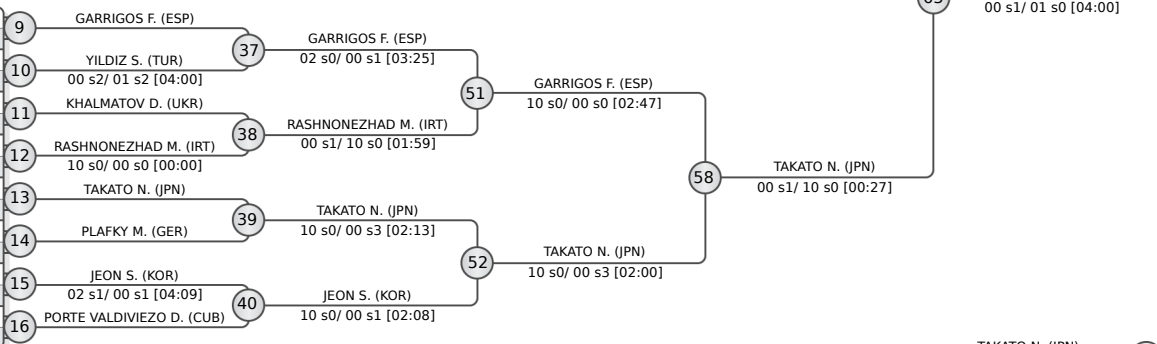 00 s1/ 01 s0 [04:00]
9
GARRIGOS F. (ESP)
37
GARRIGOS F. (ESP)
02 s0/ 00 s1 [03:25]
10
YILDIZ S. (TUR)
00 s2/ 01 s2 [04:00]
51
GARRIGOS F. (ESP)
10 s0/ 00 s0 [02:47]
11
KHALMATOV D. (UKR)
38
RASHNONEZHAD M. (IRT)
00 s1/ 10 s0 [01:59]
12
RASHNONEZHAD M. (IRT)
10 s0/ 00 s0 [00:00]
58
TAKATO N. (JPN)
00 s1/ 10 s0 [00:27]
13
TAKATO N. (JPN)
39
TAKATO N. (JPN)
10 s0/ 00 s3 [02:13]
14
PLAFKY M. (GER)
52
TAKATO N. (JPN)
10 s0/ 00 s3 [02:00]
15
JEON S. (KOR)
02 s1/ 00 s1 [04:09]
40
JEON S. (KOR)
10 s0/ 00 s1 [02:08]
16
PORTE VALDIVIEZO D. (CUB)
TAKATO N. (JPN)